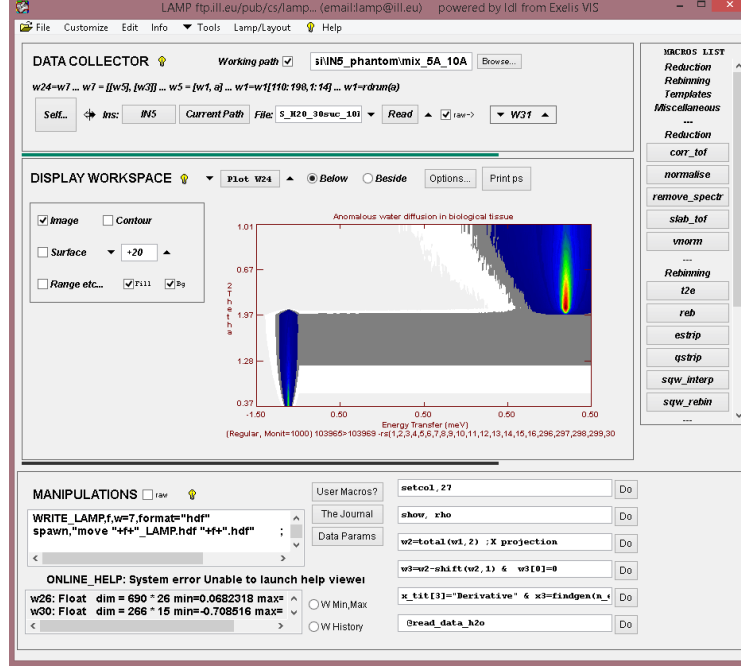 LAMP ftp.ill.eu/pub/cs/lamp... (email:lamp@ill.eu) powered by Idl from Exelis VIS
File Customize Edit Info Tools Lamp/Layout Help
DATA COLLECTOR Working path si\IN5_phantom\mix_5A_10A Browse...
w24=w7 ... w7 = [[w5], [w3]] ... w5 = [w1, a] ... w1=w1[110:198,1:14] ... w1=rdrun(a)
Self... Ins: IN5 Current Path File: S_H2O_30suc_10 Read raw-> W31
DISPLAY WORKSPACE Plot W24 Below Beside Options... Print ps
Image Contour
Surface +20
Range etc... Fill Bg
Anomalous water diffusion in biological tissue
1.01
0.67
1.97
1.28
0.37
2Thetha
-1.50 0.50 0.50 0.50 0.50
Energy Transfer (meV)
(Regular, Monit=1000) 103965>103969 -rs(1,2,3,4,5,6,7,8,9,10,11,12,13,14,15,16,296,297,298,299,30
MACROS LIST
Reduction
Rebinning
Templates
Miscellaneous
---
Reduction
corr_tof
normalise
remove_spectr
slab_tof
vnorm
---
Rebinning
t2e
reb
estrip
qstrip
sqw_interp
sqw_rebin
---
MANIPULATIONS raw
WRITE_LAMP,f,w=7,format="hdf"
spawn,"move "+f+"_LAMP.hdf "+f+".hdf" ;
ONLINE_HELP: System error Unable to launch help viewer
w26: Float dim = 690 * 26 min=0.0682318 max=
w30: Float dim = 266 * 15 min=-0.708516 max=
User Macros?
The Journal
Data Params
W Min,Max
W History
setcol,27 Do
show, rho Do
w2=total(w1,2) ;X projection Do
w3=w2-shift(w2,1) & w3[0]=0 Do
x_tit[3]="Derivative" & x3=findgen(n_e Do
@read_data_h2o Do